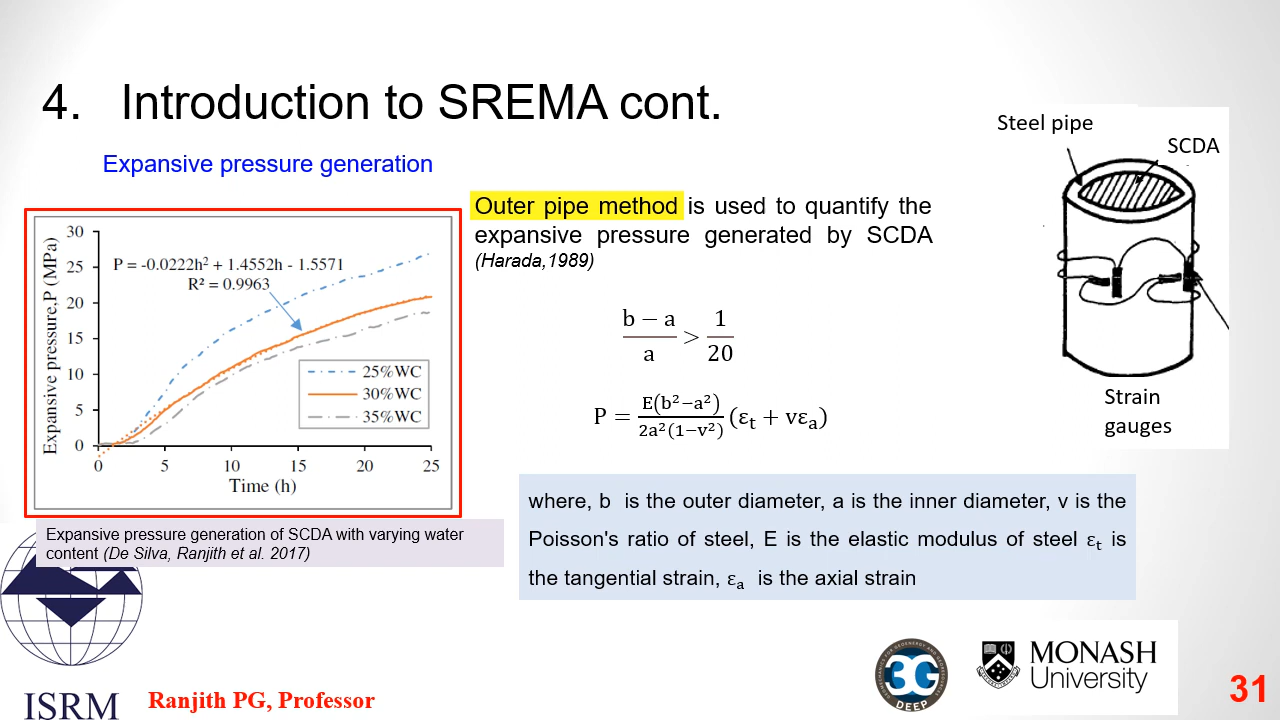 4. Introduction to SREMA cont.
Expansive pressure generation
Steel pipe
SCDA
Strain
gauges
Outer pipe method is used to quantify the
expansive pressure generated by SCDA
(Harada,1989)
b − a / a > 1 / 20
P = E(b²−a²) / 2a²(1−v²) (εt + vεa)
where, b is the outer diameter, a is the inner diameter, v is the
Poisson's ratio of steel, E is the elastic modulus of steel εt is
the tangential strain, εa is the axial strain
Expansive pressure,P (MPa)
30
25
20
15
10
5
0
P = -0.0222h² + 1.4552h - 1.5571
R² = 0.9963
25%WC
30%WC
35%WC
0 5 10 15 20 25
Time (h)
Expansive pressure generation of SCDA with varying water
content (De Silva, Ranjith et al. 2017)
ISRM
Ranjith PG, Professor
3G
DEEP
MONASH
University
31